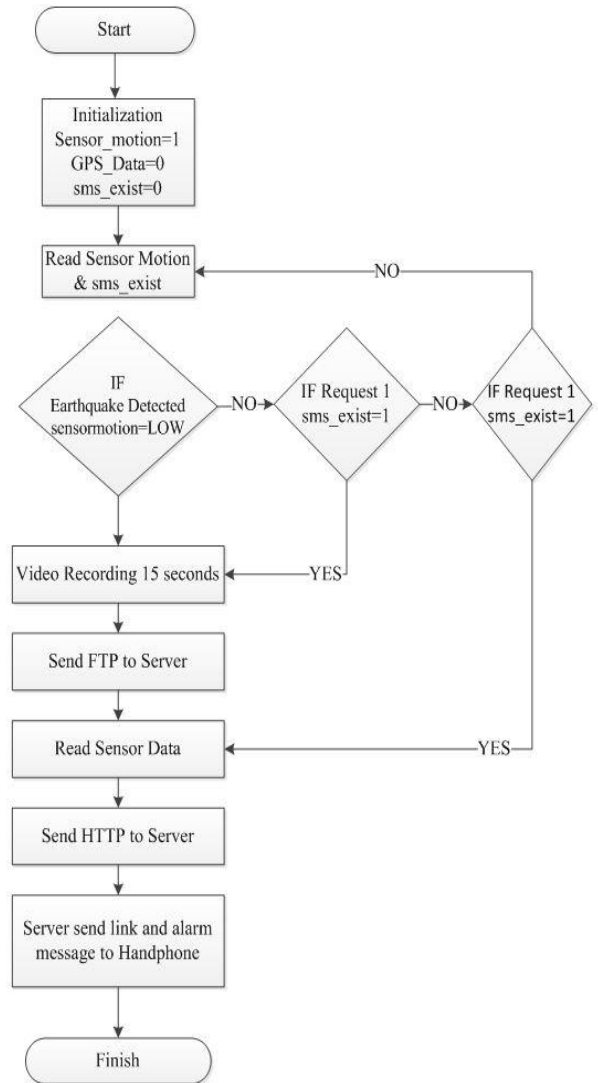 Start
Initialization
Sensor_motion=1
GPS_Data=0
sms_exist=0
Read Sensor Motion
& sms_exist
NO
IF
Earthquake Detected
sensormotion=LOW
NO
IF Request 1
sms_exist=1
NO
IF Request 1
sms_exist=1
Video Recording 15 seconds
YES
Send FTP to Server
Read Sensor Data
YES
Send HTTP to Server
Server send link and alarm
message to Handphone
Finish